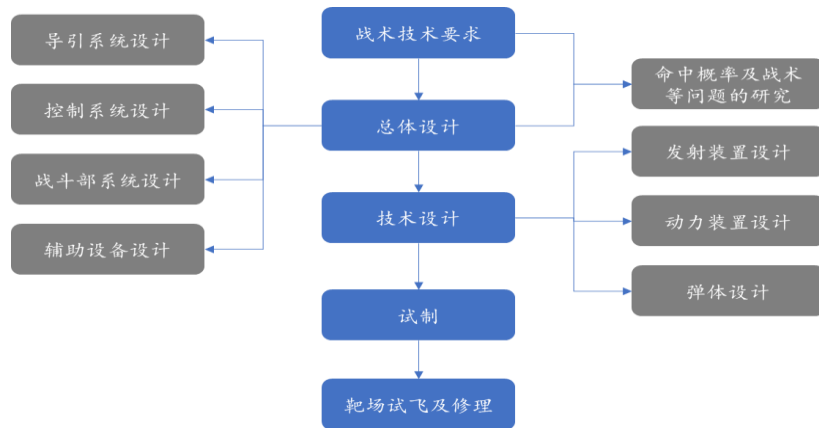 导引系统设计
控制系统设计
战斗部系统设计
辅助设备设计
战术技术要求
总体设计
技术设计
试制
靶场试飞及修理
命中概率及战术
等问题的研究
发射装置设计
动力装置设计
弹体设计